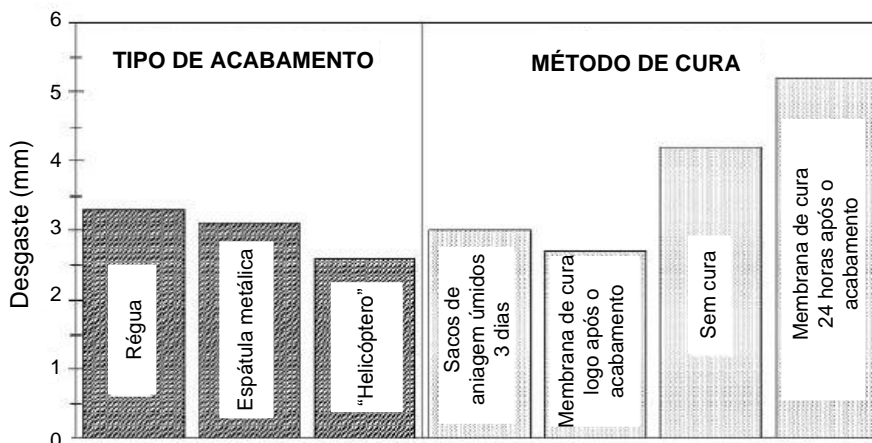 6
5
4
3
2
1
0
Desgaste (mm)
TIPO DE ACABAMENTO
MÉTODO DE CURA
Régua
Espátula metálica
“Helicóptero”
Sacos de
aniagem úmidos
3 dias
Membrana de cura
logo após o
acabamento
Sem cura
Membrana de cura
24 horas após o
acabamento